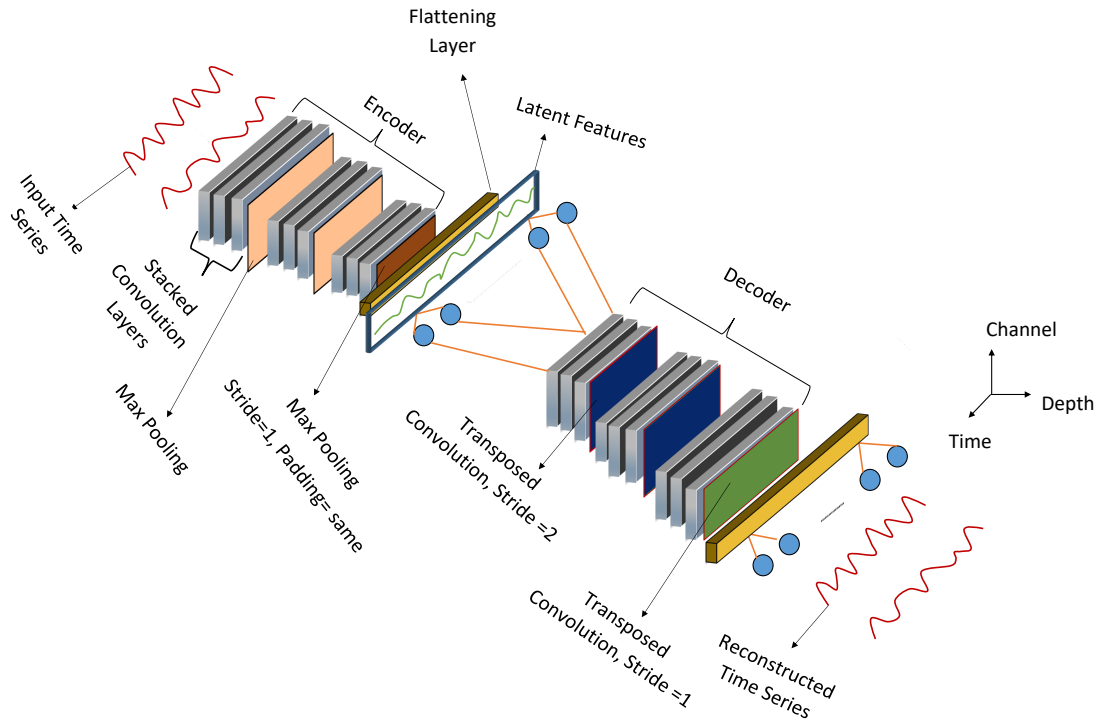 Flattening
Layer
Encoder
Latent Features
Input Time
Series
Stacked
Convolution
Layers
Max Pooling
Max Pooling
Stride=1, Padding= same
Decoder
Channel
Depth
Time
Transposed
Convolution, Stride =2
Transposed
Convolution, Stride =1
Reconstructed
Time Series